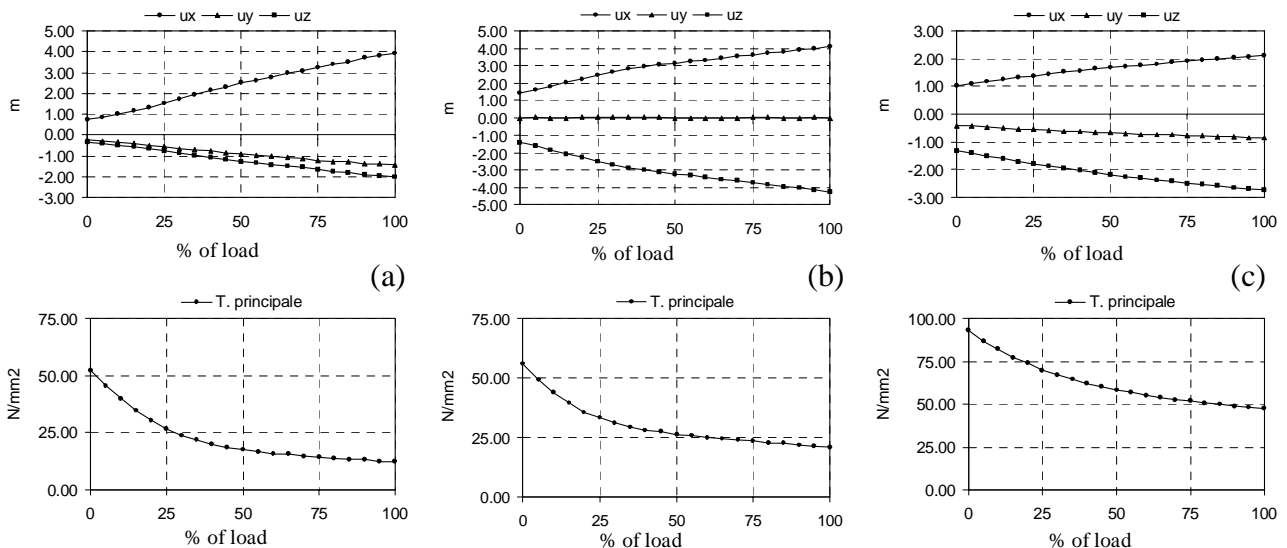 ux uy uz
5.00
4.00
3.00
2.00
1.00
0.00
-1.00
-2.00
-3.00
m
0 25 50 75 100
% of load
(a)
ux uy uz
5.00
4.00
3.00
2.00
1.00
0.00
-1.00
-2.00
-3.00
-4.00
-5.00
m
0 25 50 75 100
% of load
(b)
ux uy uz
3.00
2.00
1.00
0.00
-1.00
-2.00
-3.00
m
0 25 50 75 100
% of load
(c)
T. principale
75.00
50.00
25.00
0.00
N/mm2
0 25 50 75 100
% of load
T. principale
75.00
50.00
25.00
0.00
N/mm2
0 25 50 75 100
% of load
T. principale
100.00
75.00
50.00
25.00
0.00
N/mm2
0 25 50 75 100
% of load